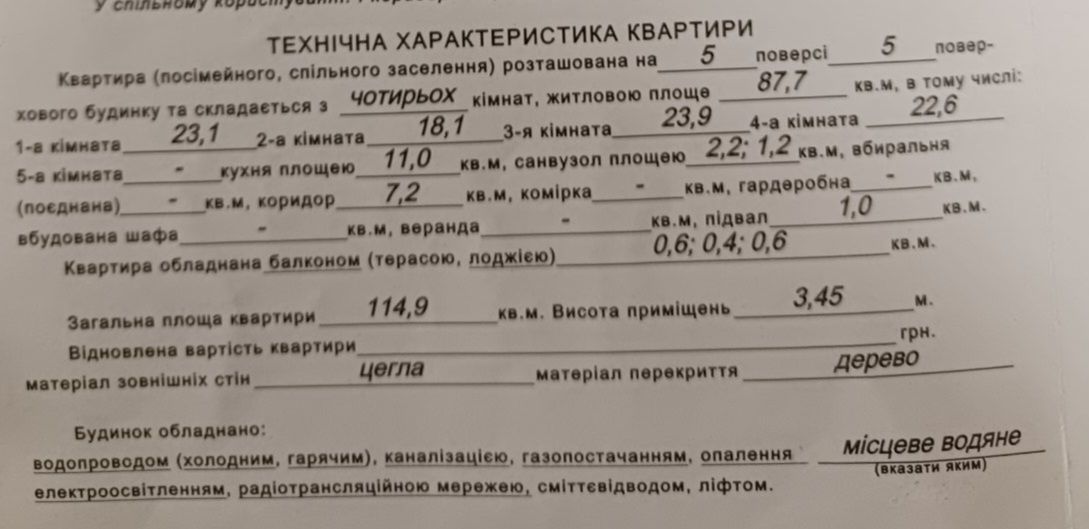 У спільному
ТЕХНІЧНА ХАРАКТЕРИСТИКА КВАРТИРИ
Квартира (посімейного, спільного заселення) розташована на 5 поверсі 5 повер-
хового будинку та складається з чотирьох кімнат, житловою площе 87,7 кв.м, в тому числі:
1-а кімната 23,1 2-а кімната 18,1 3-я кімната 23,9 4-а кімната 22,6
5-а кімната - кухня площею 11,0 кв.м, санвузол площею 2,2; 1,2 кв.м, вбиральня
(поєднана) - кв.м, коридор 7,2 кв.м, комірка - кв.м, гардеробна - кв.м,
вбудована шафа - кв.м, веранда - кв.м, підвал 1,0 кв.м.
Квартира обладнана балконом (терасою, лоджією) 0,6; 0,4; 0,6 кв.м.
Загальна площа квартири 114,9 кв.м. Висота приміщень 3,45 м.
Відновлена вартість квартири грн.
матеріал зовнішніх стін цегла матеріал перекриття дерево
Будинок обладнано:
водопроводом (холодним, гарячим), каналізацією, газопостачанням, опалення місцеве водяне
(вказати яким)
електроосвітленням, радіотрансляційною мережею, сміттєвідводом, ліфтом.